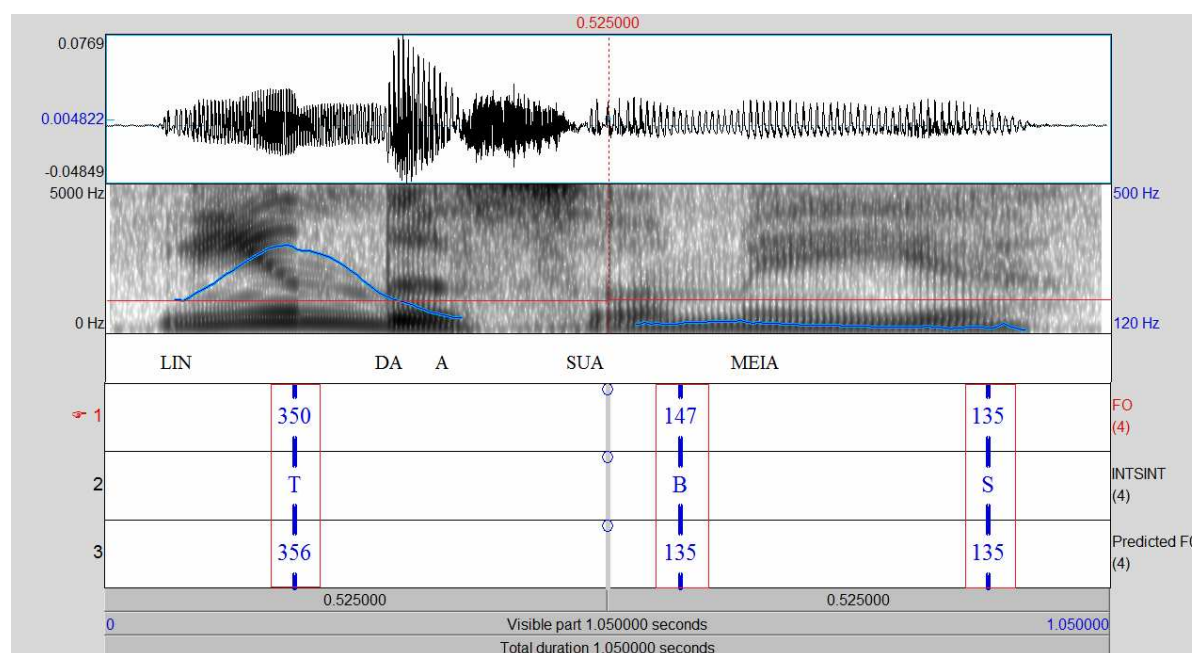 0.525000
0.0769
0.004822
-0.04849
5000 Hz 500 Hz
0 Hz 120 Hz
LIN DA A SUA MEIA
1 350 147 135 FO (4)
2 T B S INTSINT (4)
3 356 135 135 Predicted F0 (4)
0.525000 0.525000
0 Visible part 1.050000 seconds 1.050000
Total duration 1.050000 seconds